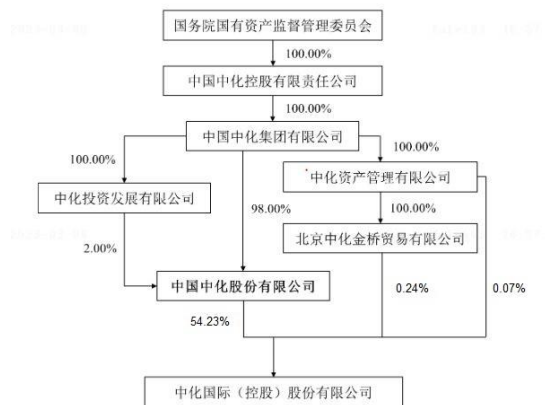 国务院国有资产监督管理委员会
100.00%
中国中化控股有限责任公司
100.00%
中国中化集团有限公司
100.00%
100.00%
中化资产管理有限公司
中化投资发展有限公司
98.00%
100.00%
北京中化金桥贸易有限公司
2.00%
中国中化股份有限公司
0.24%
0.07%
54.23%
中化国际（控股）股份有限公司